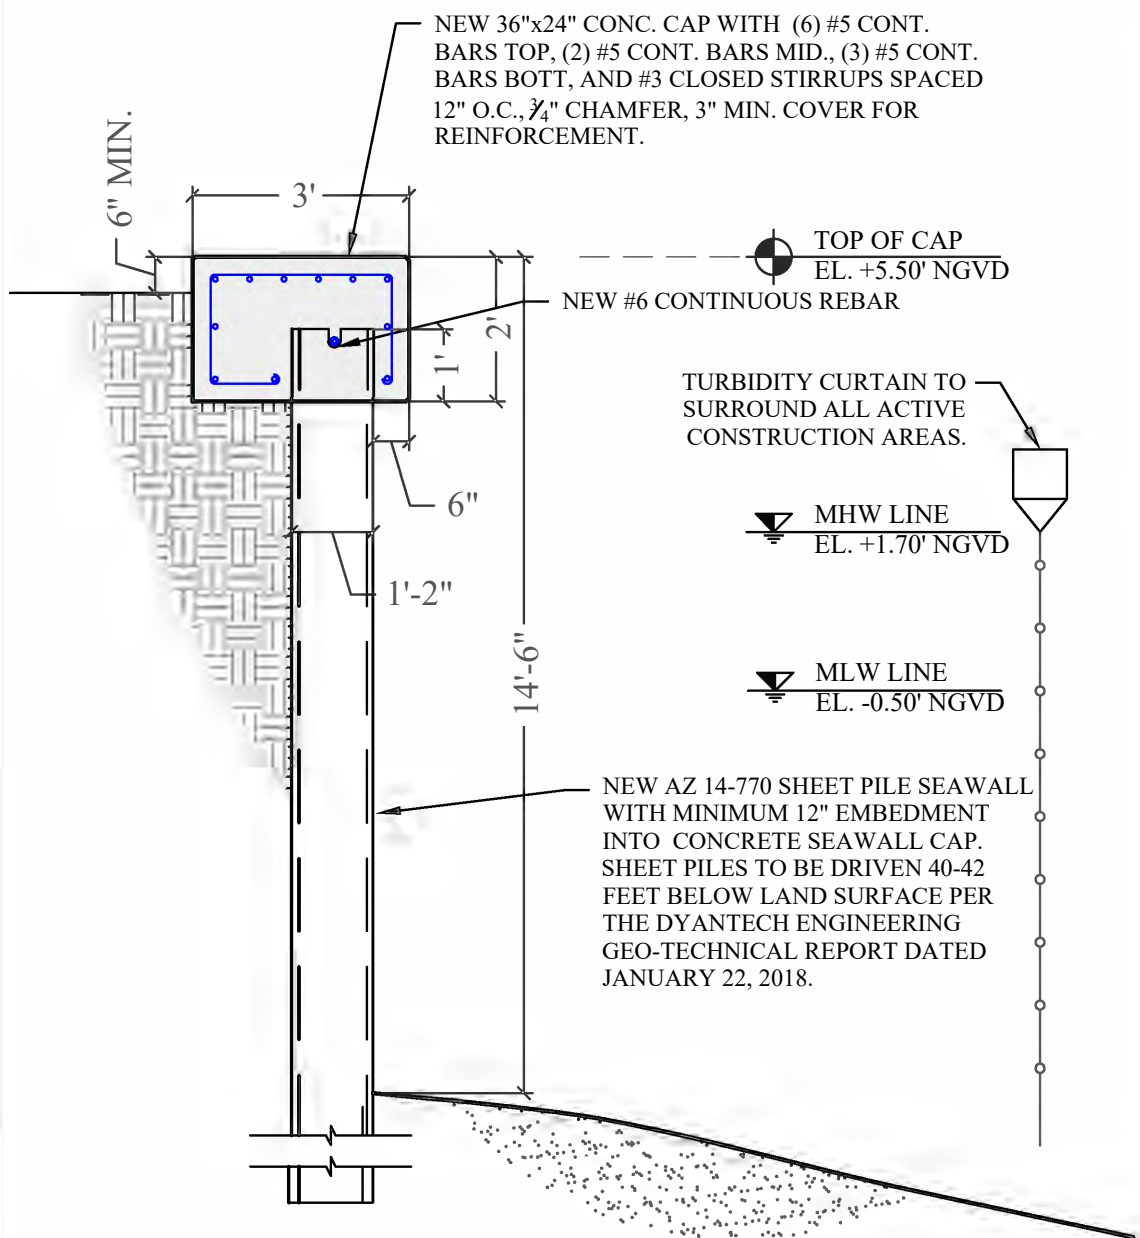 NEW 36"x24" CONC. CAP WITH (6) #5 CONT.
BARS TOP, (2) #5 CONT. BARS MID., (3) #5 CONT.
BARS BOTT, AND #3 CLOSED STIRRUPS SPACED
12" O.C., 3/4" CHAMFER, 3" MIN. COVER FOR
REINFORCEMENT.
6" MIN.
3'
TOP OF CAP
EL. +5.50' NGVD
NEW #6 CONTINUOUS REBAR
2'
1'
TURBIDITY CURTAIN TO
SURROUND ALL ACTIVE
CONSTRUCTION AREAS.
6"
MHW LINE
EL. +1.70' NGVD
1'-2"
14'-6"
MLW LINE
EL. -0.50' NGVD
NEW AZ 14-770 SHEET PILE SEAWALL
WITH MINIMUM 12" EMBEDMENT
INTO CONCRETE SEAWALL CAP.
SHEET PILES TO BE DRIVEN 40-42
FEET BELOW LAND SURFACE PER
THE DYANTECH ENGINEERING
GEO-TECHNICAL REPORT DATED
JANUARY 22, 2018.